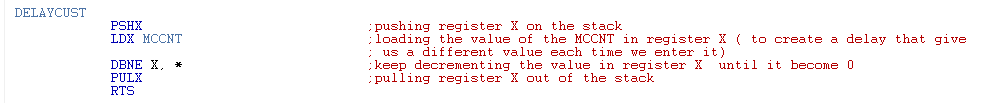 DELAYCUST
PSHX ;pushing register X on the stack
LDX MCCNT ;loading the value of the MCCNT in register X ( to create a delay that give
; us a different value each time we enter it)
DBNE X, * ;keep decrementing the value in register X until it become 0
PULX ;pulling register X out of the stack
RTS